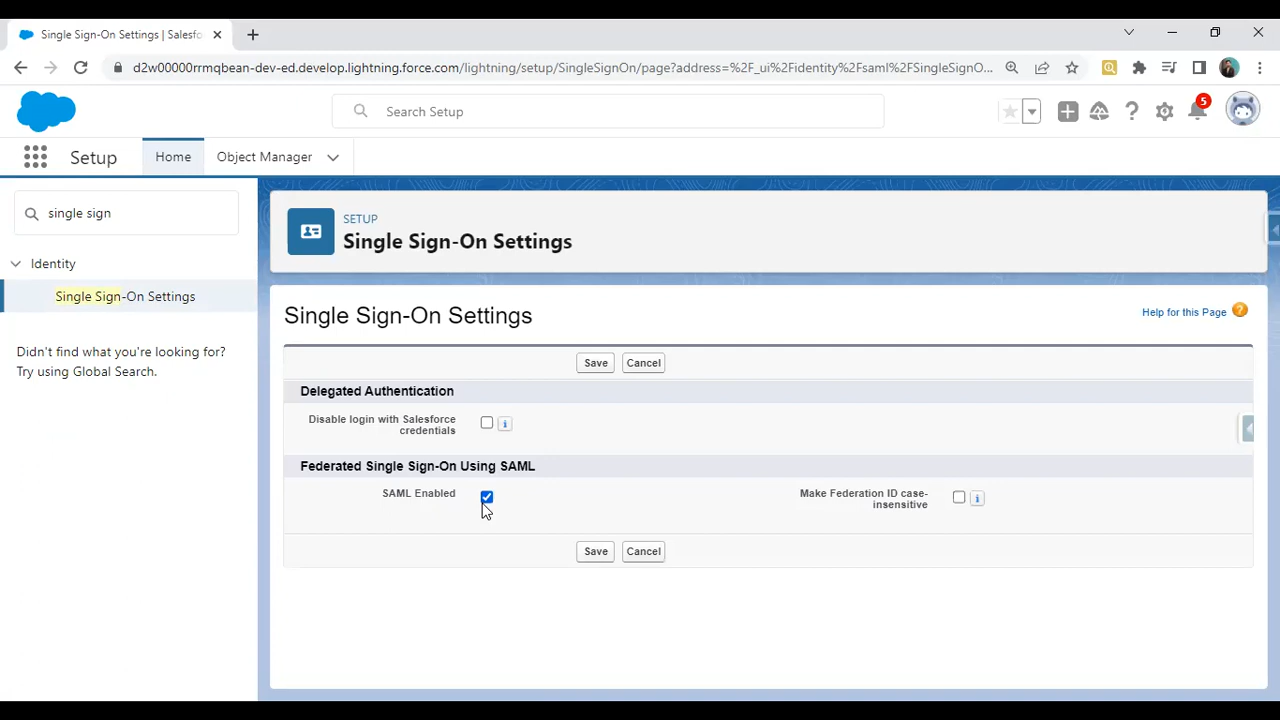 Single Sign-On Settings | Salesfo
d2w00000rrmqbean-dev-ed.develop.lightning.force.com/lightning/setup/SingleSignOn/page?address=%2F_ui%2Fidentity%2Fsaml%2FSingleSignO...
Search Setup
5
Setup
Home
Object Manager
single sign
Identity
Single Sign-On Settings
Didn't find what you're looking for?
Try using Global Search.
SETUP
Single Sign-On Settings
Single Sign-On Settings
Help for this Page ?
Save Cancel
Delegated Authentication
Disable login with Salesforce
credentials
i
Federated Single Sign-On Using SAML
SAML Enabled
Make Federation ID case-
insensitive
i
Save Cancel